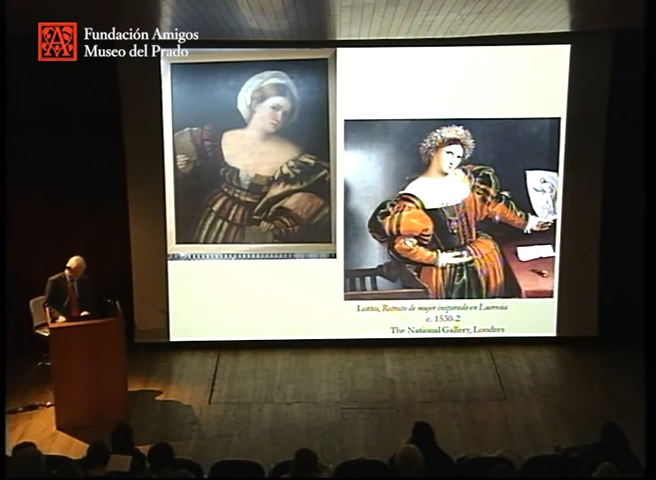 Fundación Amigos
Museo del Prado
Lotto, Retrato de mujer inspirada en Lucrecia
c. 1530-2
The National Gallery, Londres